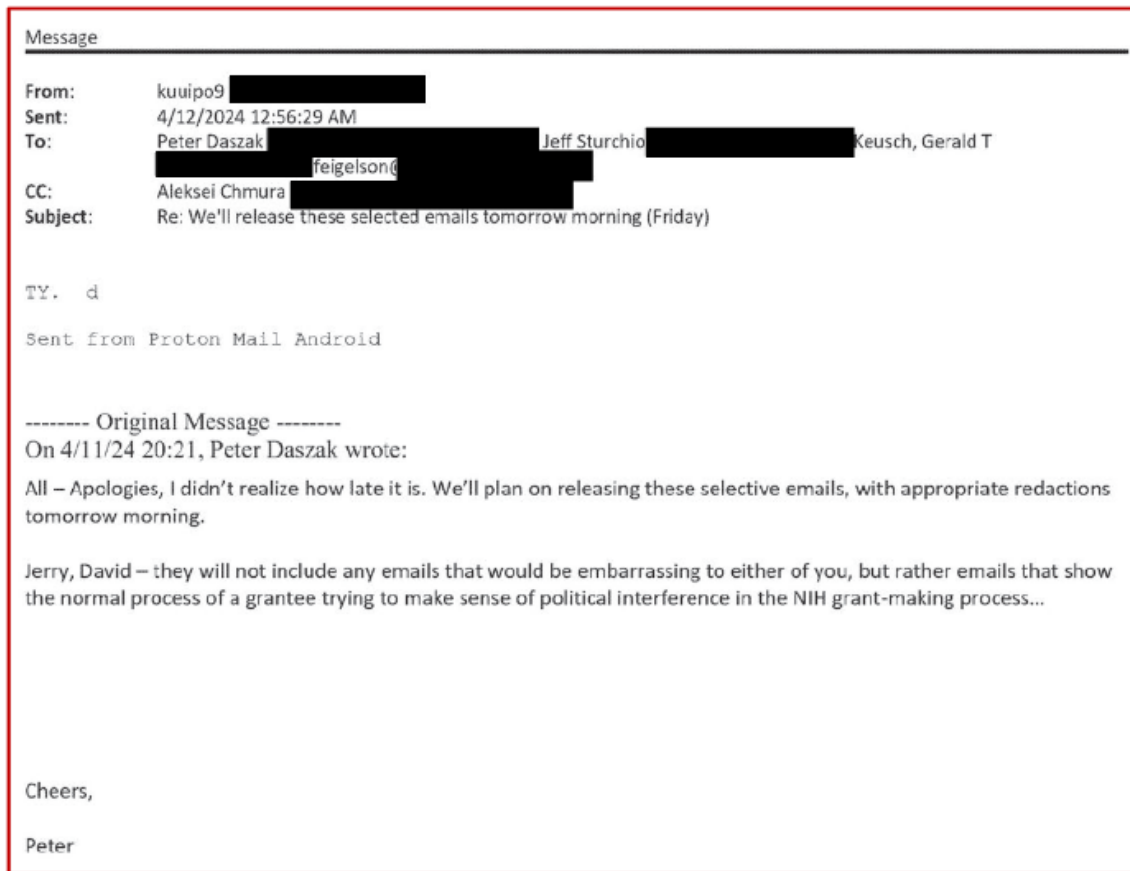 Message
From: kuuipo9
Sent: 4/12/2024 12:56:29 AM
To: Peter Daszak Jeff Sturchio Keusch, Gerald T
feigelson@
CC: Aleksei Chmura
Subject: Re: We'll release these selected emails tomorrow morning (Friday)
TY. d
Sent from Proton Mail Android
-------- Original Message --------
On 4/11/24 20:21, Peter Daszak wrote:
All – Apologies, I didn't realize how late it is. We'll plan on releasing these selective emails, with appropriate redactions
tomorrow morning.
Jerry, David – they will not include any emails that would be embarrassing to either of you, but rather emails that show
the normal process of a grantee trying to make sense of political interference in the NIH grant-making process...
Cheers,
Peter